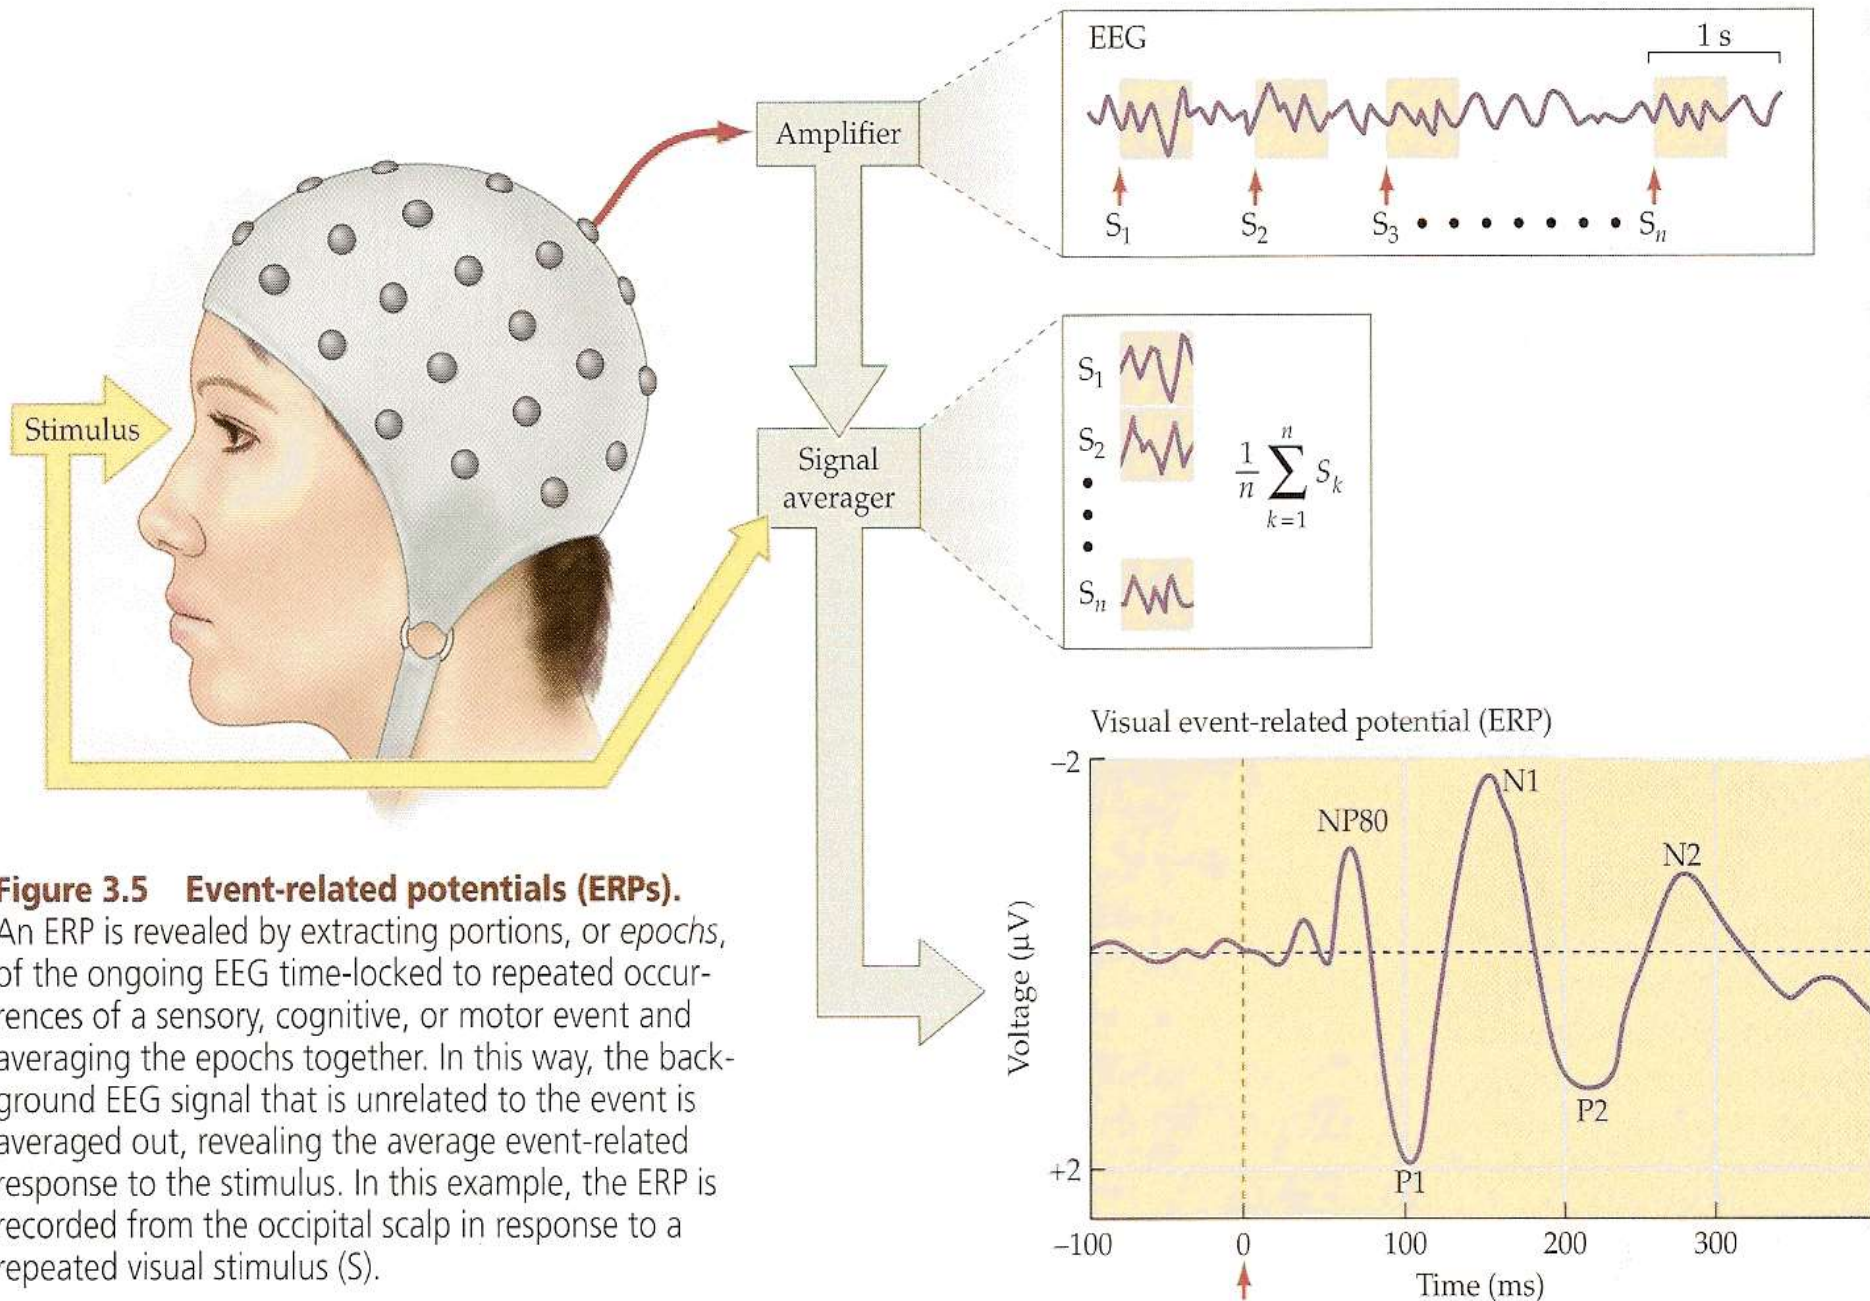 EEG
1 s
Amplifier
S1
S2
S3 • • • • • • • Sn
Stimulus
Signal
averager
S1
S2
•
•
•
Sn
1/n ∑ Sk
n
k=1
Visual event-related potential (ERP)
–2
+2
Voltage (µV)
NP80
N1
N2
P1
P2
–100 0 100 200 300
Time (ms)
Figure 3.5 Event-related potentials (ERPs).
An ERP is revealed by extracting portions, or epochs,
of the ongoing EEG time-locked to repeated occur-
rences of a sensory, cognitive, or motor event and
averaging the epochs together. In this way, the back-
ground EEG signal that is unrelated to the event is
averaged out, revealing the average event-related
response to the stimulus. In this example, the ERP is
recorded from the occipital scalp in response to a
repeated visual stimulus (S).